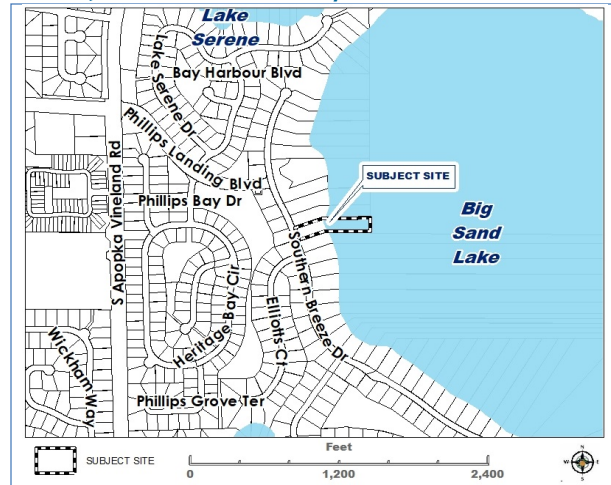 Lake
Serene
Bay Harbour Blvd
Lake Serene Dr
Phillips Landing Blvd
S Apopka Vineland Rd
SUBJECT SITE
Phillips Bay Dr
Big
Sand
Lake
Southern Breeze Dr
Heritage Bay Cir
Elliotts Ct
Wickham Way
Phillips Grove Ter
SUBJECT SITE
Feet
0 1,200 2,400
N
W E
S